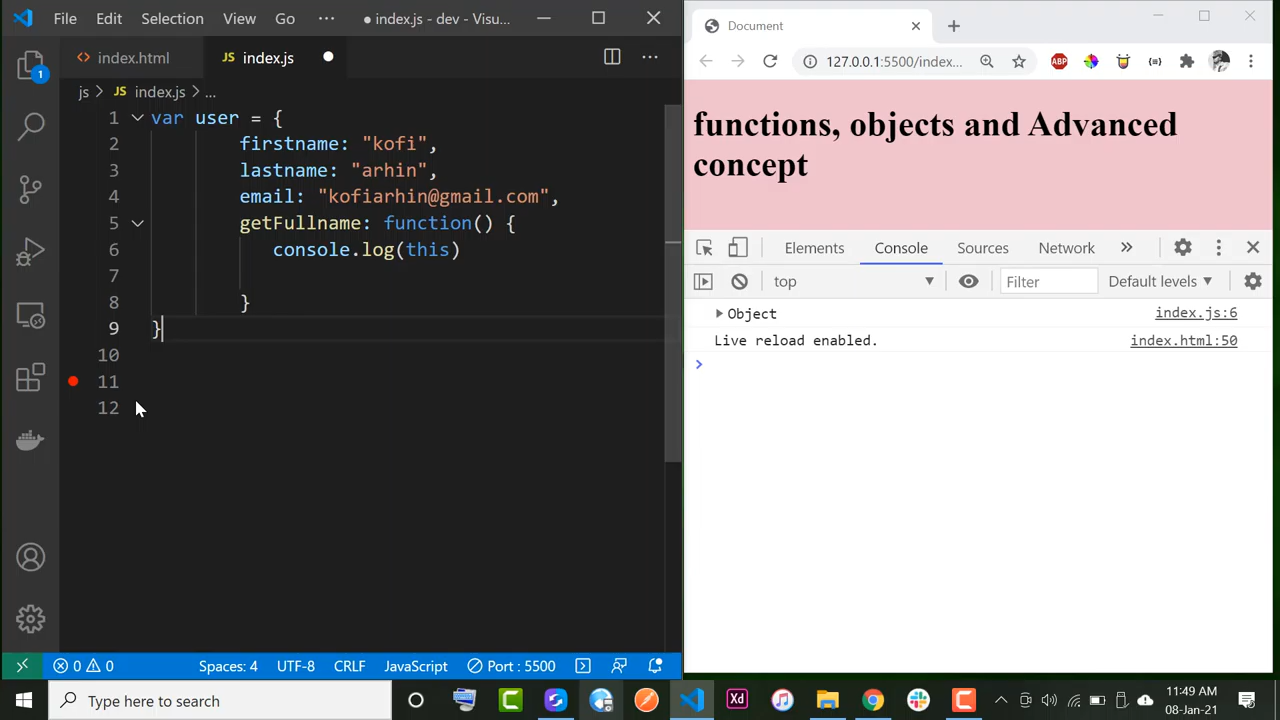 File Edit Selection View Go ··· ● index.js - dev - Visu...
index.html
JS index.js
js > JS index.js > ...
1 var user = {
2 firstname: "kofi",
3 lastname: "arhin",
4 email: "kofiarhin@gmail.com",
5 getFullname: function() {
6 console.log(this)
7
8 }
9 }
10
11
12
1
0 0 Spaces: 4 UTF-8 CRLF JavaScript Port : 5500
Document
127.0.0.1:5500/index...
ABP
functions, objects and Advanced
concept
Elements Console Sources Network »
top Filter Default levels
Object index.js:6
Live reload enabled. index.html:50
>
Type here to search
Xd
11:49 AM
08-Jan-21